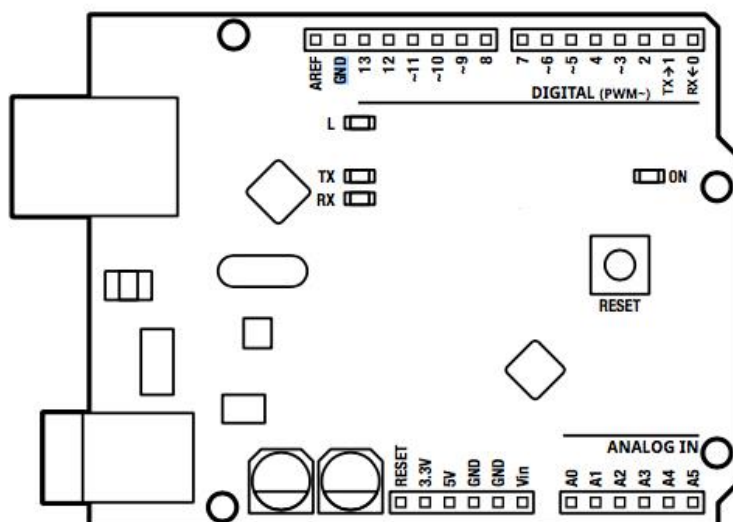 AREF GND 13 12 ~11 ~10 ~9 8 7 ~6 ~5 4 ~3 2 TX→1 RX←0
DIGITAL (PWM~)
L
TX
RX
ON
RESET
ANALOG IN
RESET 3.3V 5V GND GND Vin A0 A1 A2 A3 A4 A5